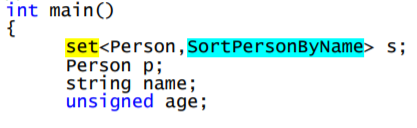 int main()
{
set<Person,SortPersonByName> s;
Person p;
string name;
unsigned age;